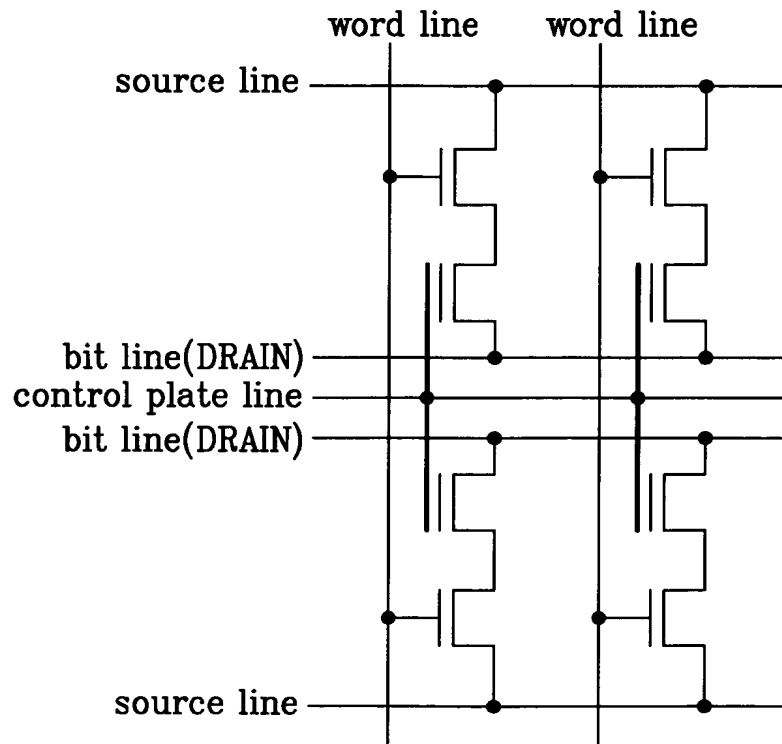 word line word line
source line
bit line(DRAIN)
control plate line
bit line(DRAIN)
source line